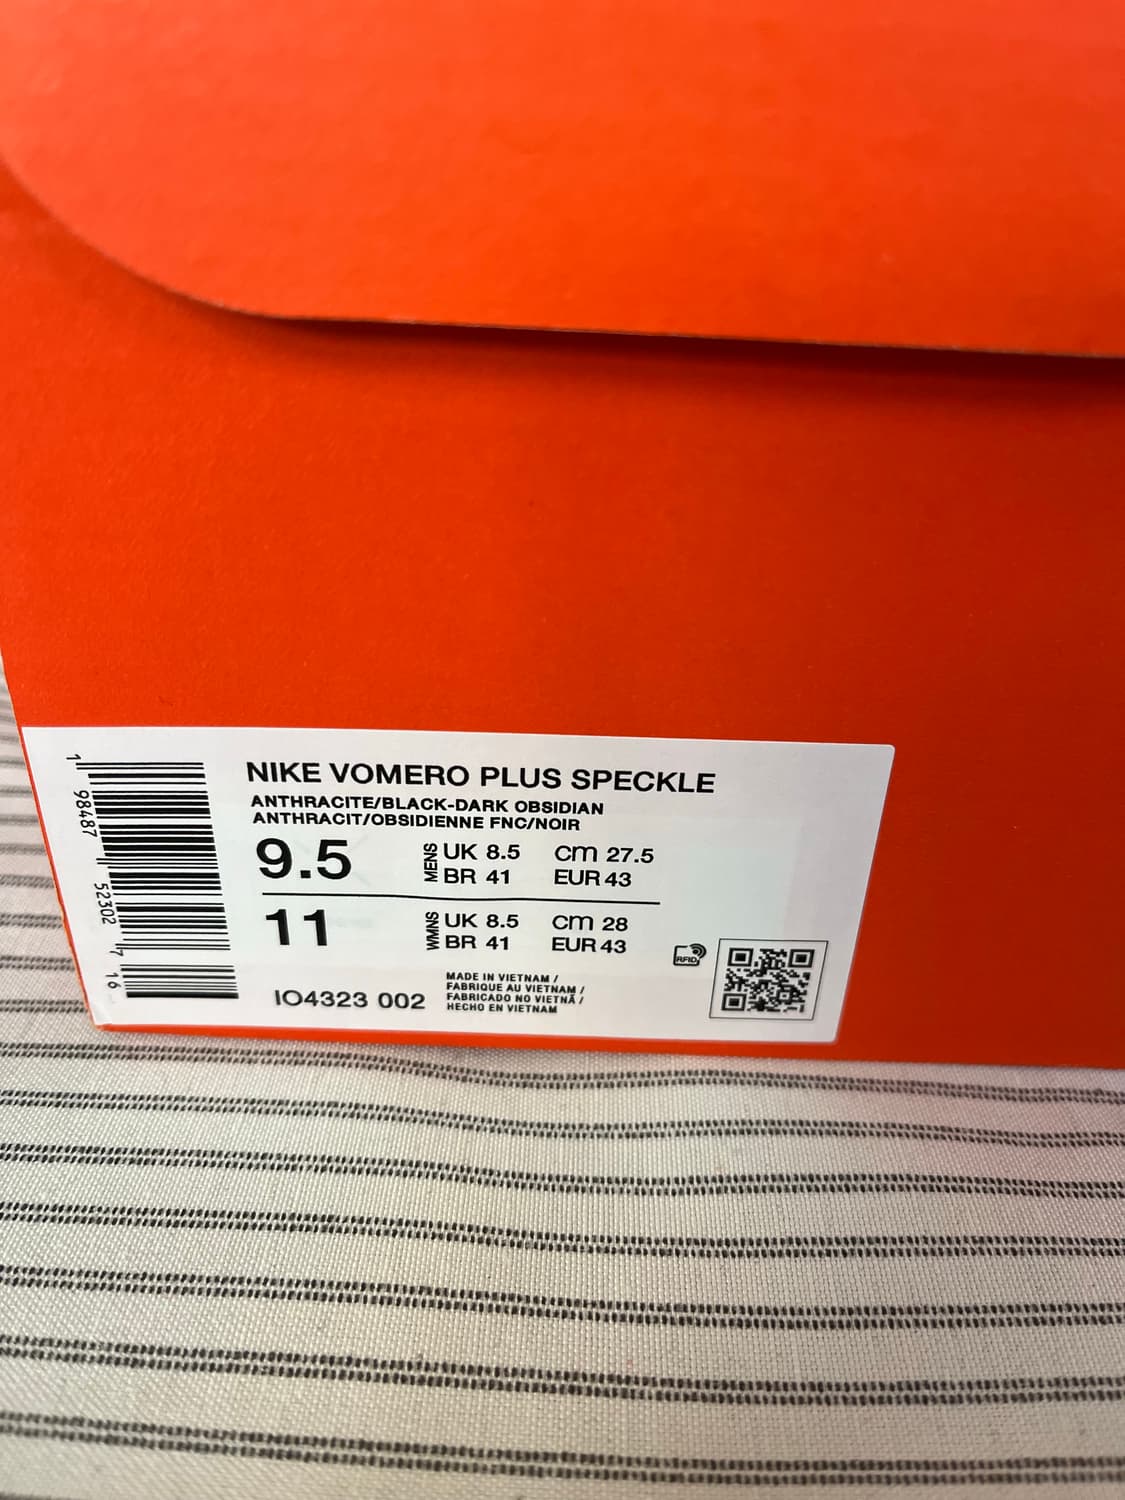 NIKE VOMERO PLUS SPECKLE
ANTHRACITE/BLACK-DARK OBSIDIAN
ANTHRACIT/OBSIDIENNE FNC/NOIR
9.5 MENS UK 8.5 cm 27.5
BR 41 EUR 43
11 WMNS UK 8.5 cm 28
BR 41 EUR 43
IO4323 002
MADE IN VIETNAM /
FABRIQUE AU VIETNAM /
FABRICADO NO VIETNÃ /
HECHO EN VIETNAM
RFID
1 98487 52302 7 16